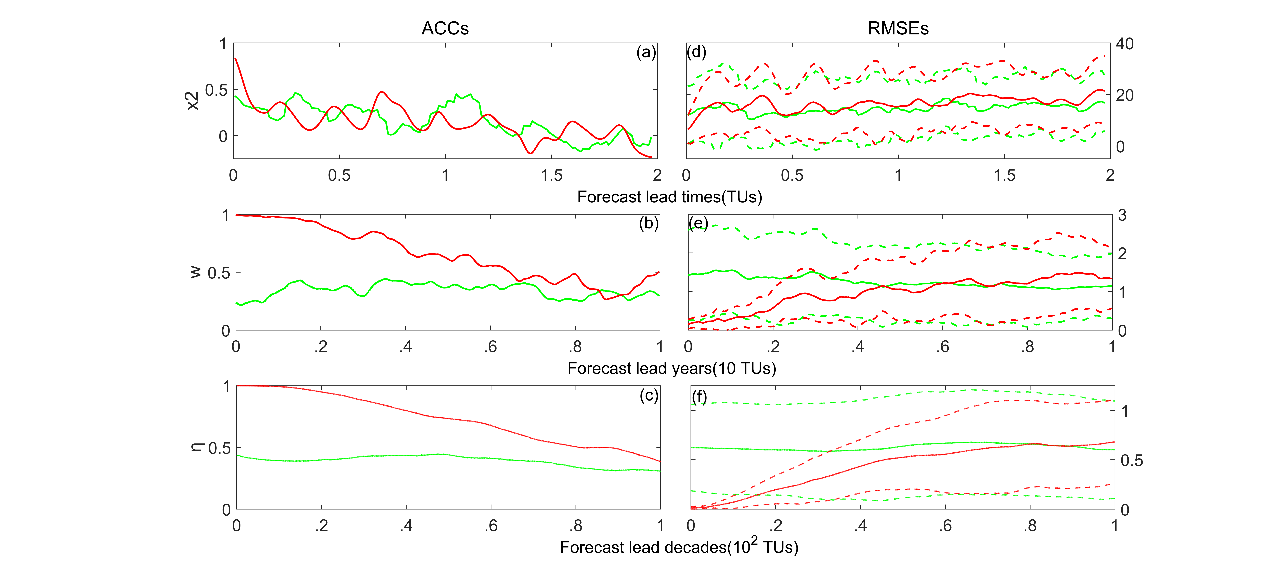 ACCs RMSEs
1 (a) (d) 40
x2 0.5 20
0 0
0 0.5 1 1.5 2 0 0.5 1 1.5 2
Forecast lead times(TUs)
1 (b) (e) 3
2
w 0.5
1
0 0
0 .2 .4 .6 .8 1 0 .2 .4 .6 .8 1
Forecast lead years(10 TUs)
1 (c) (f)
1
η 0.5 0.5
0 0
0 .2 .4 .6 .8 1 0 .2 .4 .6 .8 1
Forecast lead decades(10² TUs)